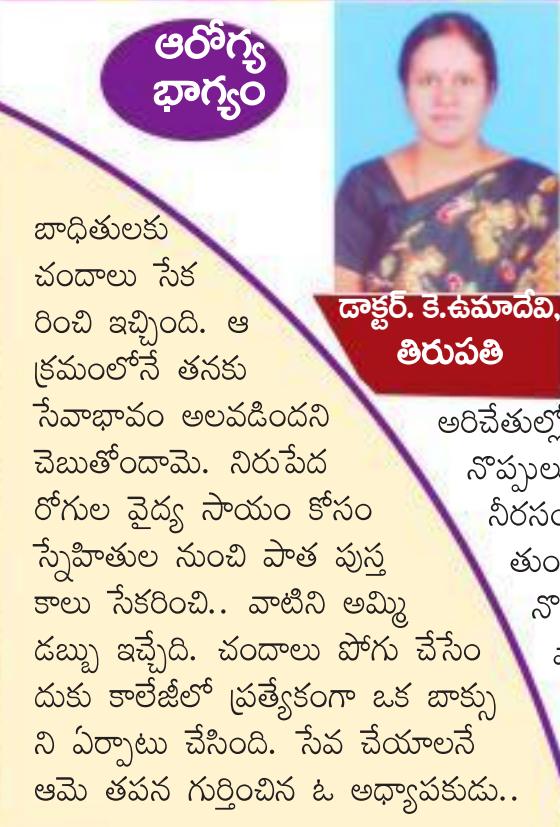 ఆరోగ్య
భాగ్యం
డాక్టర్. కె.ఉమాదేవి,
తిరుపతి
బాధితులకు
చందాలు సేక
రించి ఇచ్చింది. ఆ
క్రమంలోనే తనకు
సేవాభావం అలవడిందని
చెబుతోందామె. నిరుపేద
రోగుల వైద్య సాయం కోసం
స్నేహితుల నుంచి పాత పుస్త
కాలు సేకరించి.. వాటిని అమ్మి
డబ్బు ఇచ్చేది. చందాలు పోగు చేసేం
దుకు కాలేజీలో ప్రత్యేకంగా ఒక బాక్సు
ని ఏర్పాటు చేసింది. సేవ చేయాలనే
ఆమె తపన గుర్తించిన ఓ అధ్యాపకుడు..
అరిచేతుల్లో
నొప్పులు